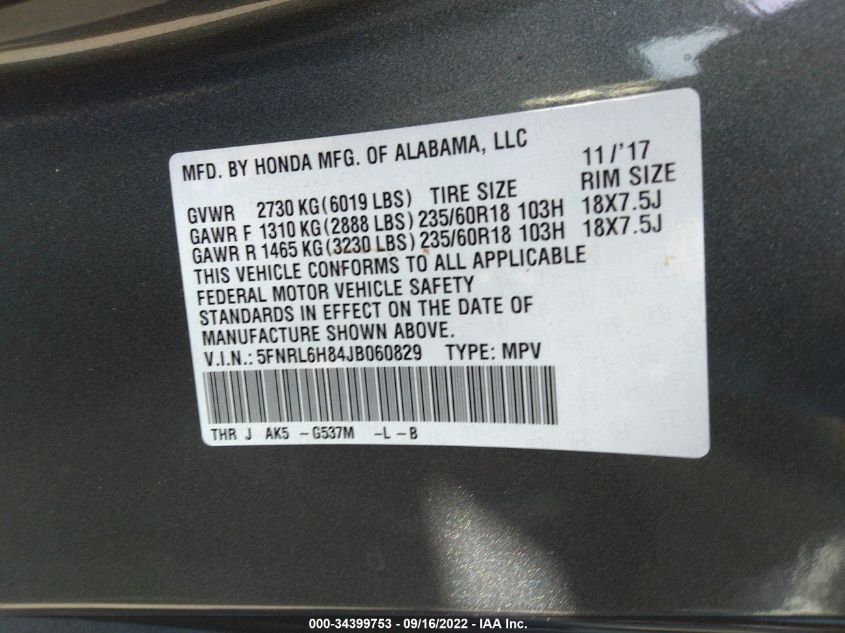 MFD. BY HONDA MFG. OF ALABAMA, LLC 11/'17
GVWR 2730 KG(6019 LBS) TIRE SIZE RIM SIZE
GAWR F 1310 KG(2888 LBS) 235/60R18 103H 18X7.5J
GAWR R 1465 KG(3230 LBS) 235/60R18 103H 18X7.5J
THIS VEHICLE CONFORMS TO ALL APPLICABLE
FEDERAL MOTOR VEHICLE SAFETY
STANDARDS IN EFFECT ON THE DATE OF
MANUFACTURE SHOWN ABOVE.
V.I.N.: 5FNRL6H84JB060829 TYPE: MPV
THR J AK5 -G537M -L-B
000-34399753 - 09/16/2022 - IAA Inc.